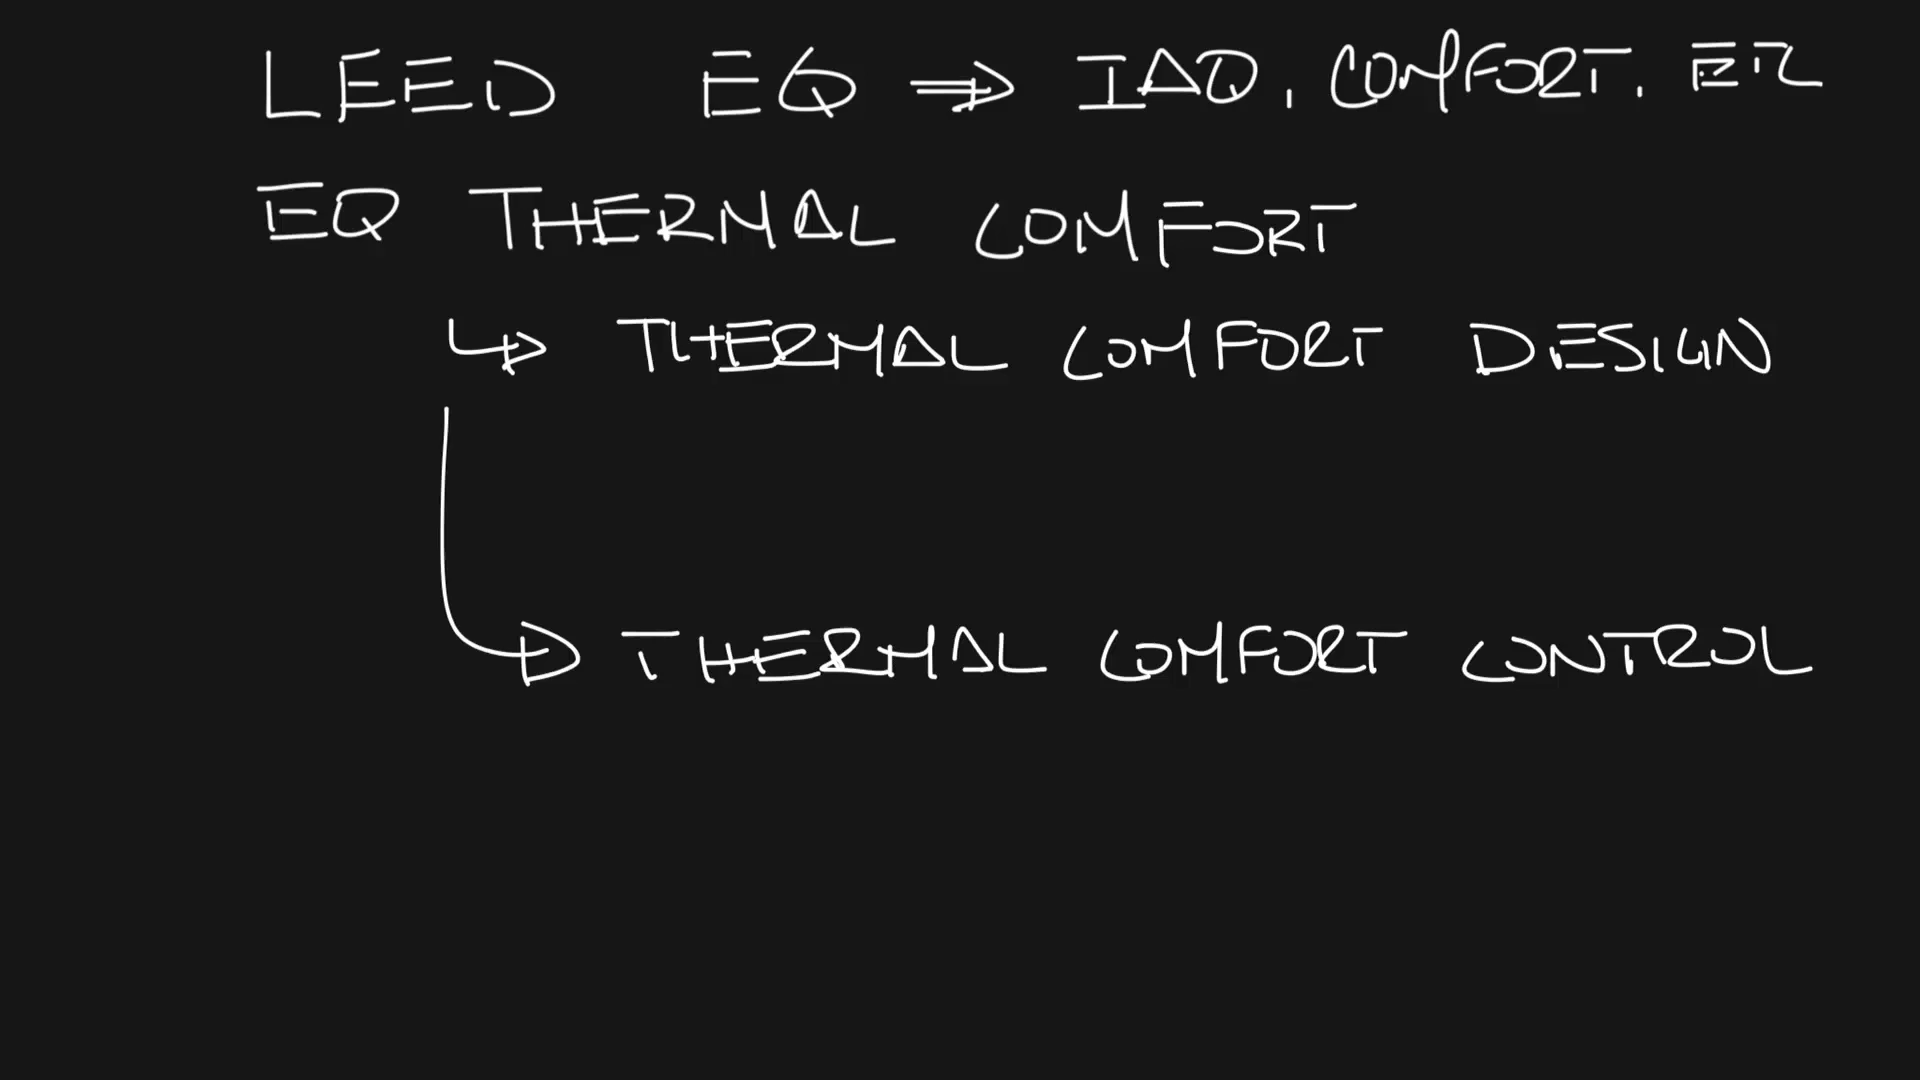 LEED EQ ⇒ IAQ, COMFORT, ETC
EQ THERMAL COMFORT
↳ THERMAL COMFORT DESIGN
↳ THERMAL COMFORT CONTROL